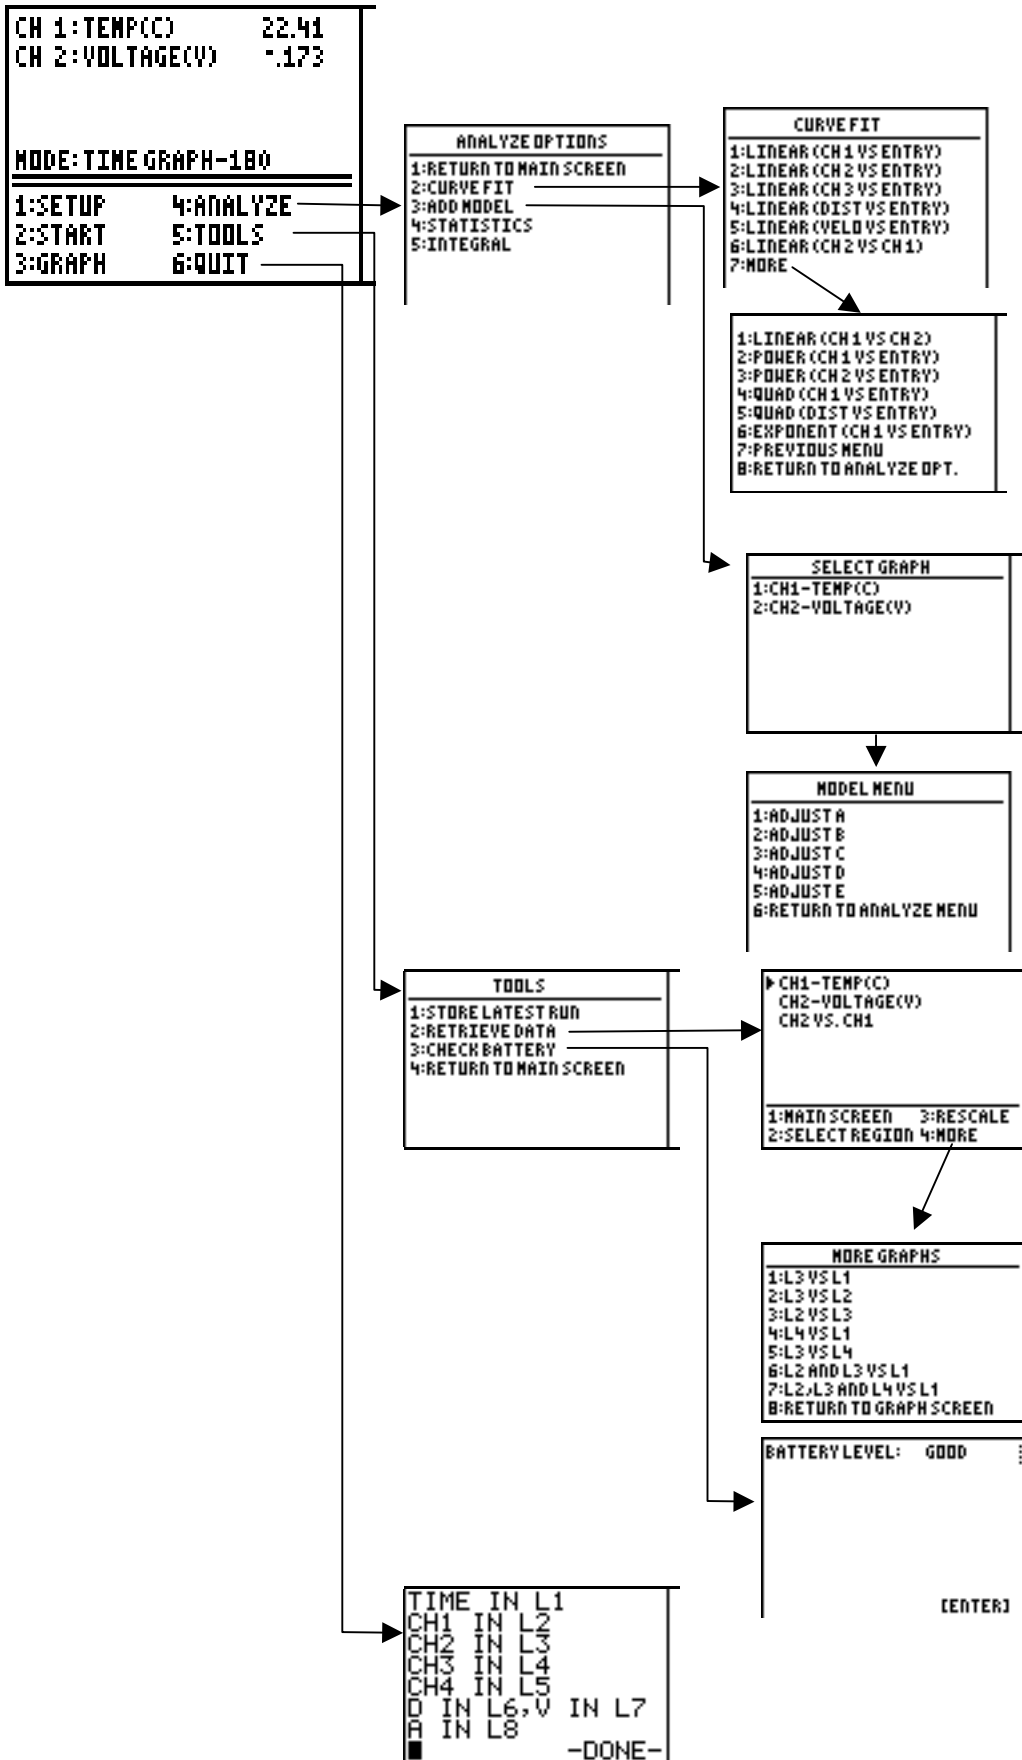 CH 1:TEMP(C) 22.41
CH 2:VOLTAGE(V) -.173
MODE:TIME GRAPH-180
1:SETUP 4:ANALYZE
2:START 5:TOOLS
3:GRAPH 6:QUIT
ANALYZE OPTIONS
1:RETURN TO MAIN SCREEN
2:CURVE FIT
3:ADD MODEL
4:STATISTICS
5:INTEGRAL
CURVE FIT
1:LINEAR(CH 1 VS ENTRY)
2:LINEAR(CH 2 VS ENTRY)
3:LINEAR(CH 3 VS ENTRY)
4:LINEAR(DIST VS ENTRY)
5:LINEAR(VELO VS ENTRY)
6:LINEAR(CH 2 VS CH 1)
7:MORE
1:LINEAR (CH 1 VS CH 2)
2:POWER (CH 1 VS ENTRY)
3:POWER (CH 2 VS ENTRY)
4:QUAD (CH 1 VS ENTRY)
5:QUAD (DIST VS ENTRY)
6:EXPONENT (CH 1 VS ENTRY)
7:PREVIOUS MENU
8:RETURN TO ANALYZE OPT.
SELECT GRAPH
1:CH1-TEMP(C)
2:CH2-VOLTAGE(V)
MODEL MENU
1:ADJUST A
2:ADJUST B
3:ADJUST C
4:ADJUST D
5:ADJUST E
6:RETURN TO ANALYZE MENU
TOOLS
1:STORE LATEST RUN
2:RETRIEVE DATA
3:CHECK BATTERY
4:RETURN TO MAIN SCREEN
CH1-TEMP(C)
CH2-VOLTAGE(V)
CH2 VS. CH1
1:MAIN SCREEN 3:RESCALE
2:SELECT REGION 4:MORE
MORE GRAPHS
1:L3 VS L1
2:L3 VS L2
3:L2 VS L3
4:L4 VS L1
5:L3 VS L4
6:L2 AND L3 VS L1
7:L2,L3 AND L4 VS L1
8:RETURN TO GRAPH SCREEN
BATTERY LEVEL: GOOD
[ENTER]
TIME IN L1
CH1 IN L2
CH2 IN L3
CH3 IN L4
CH4 IN L5
D IN L6,V IN L7
A IN L8
-DONE-